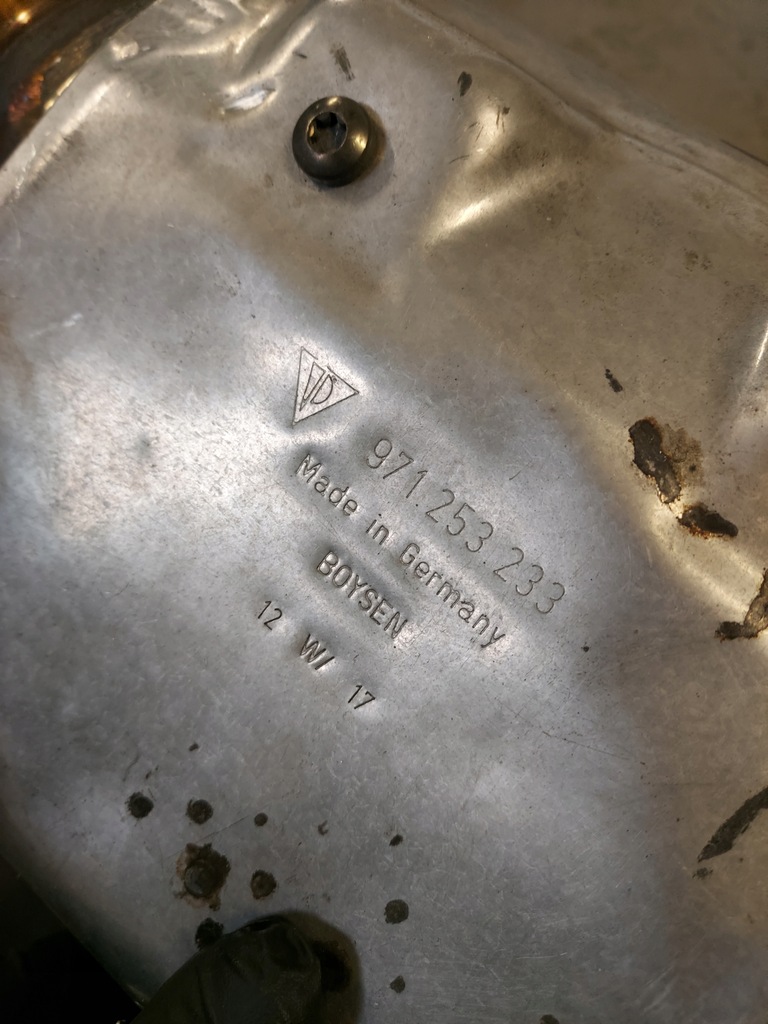 971.253.233
Made in Germany
BOYSEN
12 W/ 17